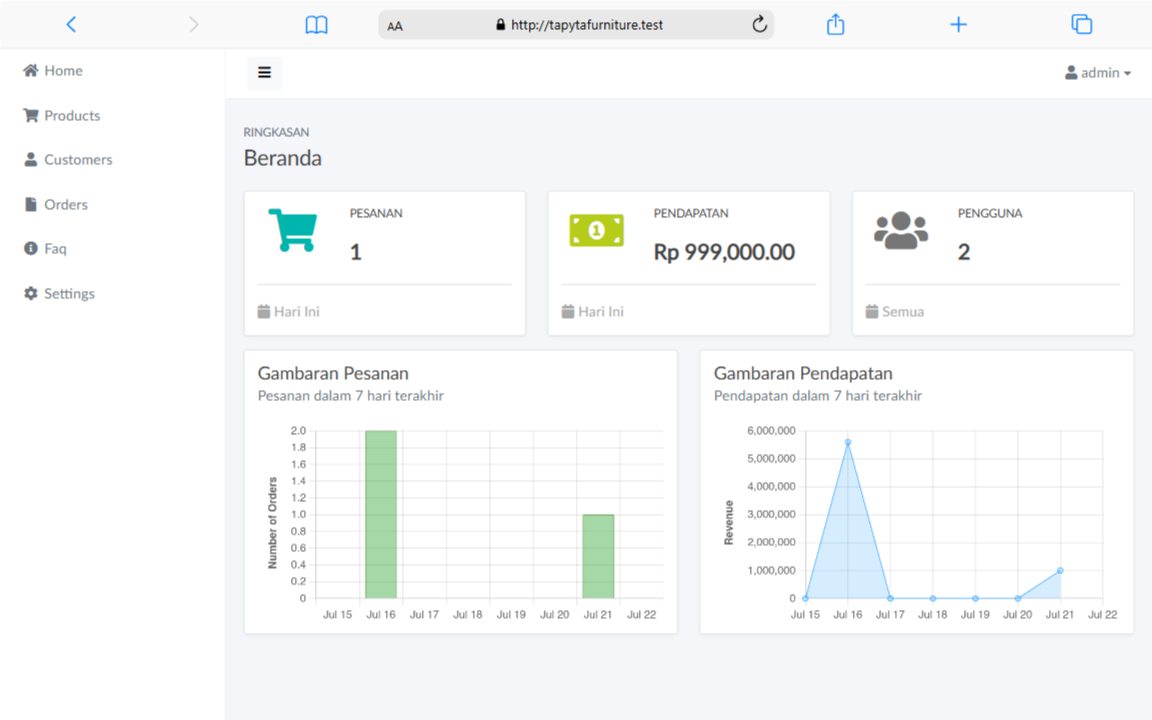 AA http://tapytafurniture.test
Home
Products
Customers
Orders
Faq
Settings
admin
RINGKASAN
Beranda
PESANAN
1
Hari Ini
1
PENDAPATAN
Rp 999,000.00
Hari Ini
PENGGUNA
2
Semua
Gambaran Pesanan
Pesanan dalam 7 hari terakhir
Number of Orders
2.0
1.8
1.6
1.4
1.2
1.0
0.8
0.6
0.4
0.2
0
Jul 15 Jul 16 Jul 17 Jul 18 Jul 19 Jul 20 Jul 21 Jul 22
Gambaran Pendapatan
Pendapatan dalam 7 hari terakhir
Revenue
6,000,000
5,000,000
4,000,000
3,000,000
2,000,000
1,000,000
0
Jul 15 Jul 16 Jul 17 Jul 18 Jul 19 Jul 20 Jul 21 Jul 22